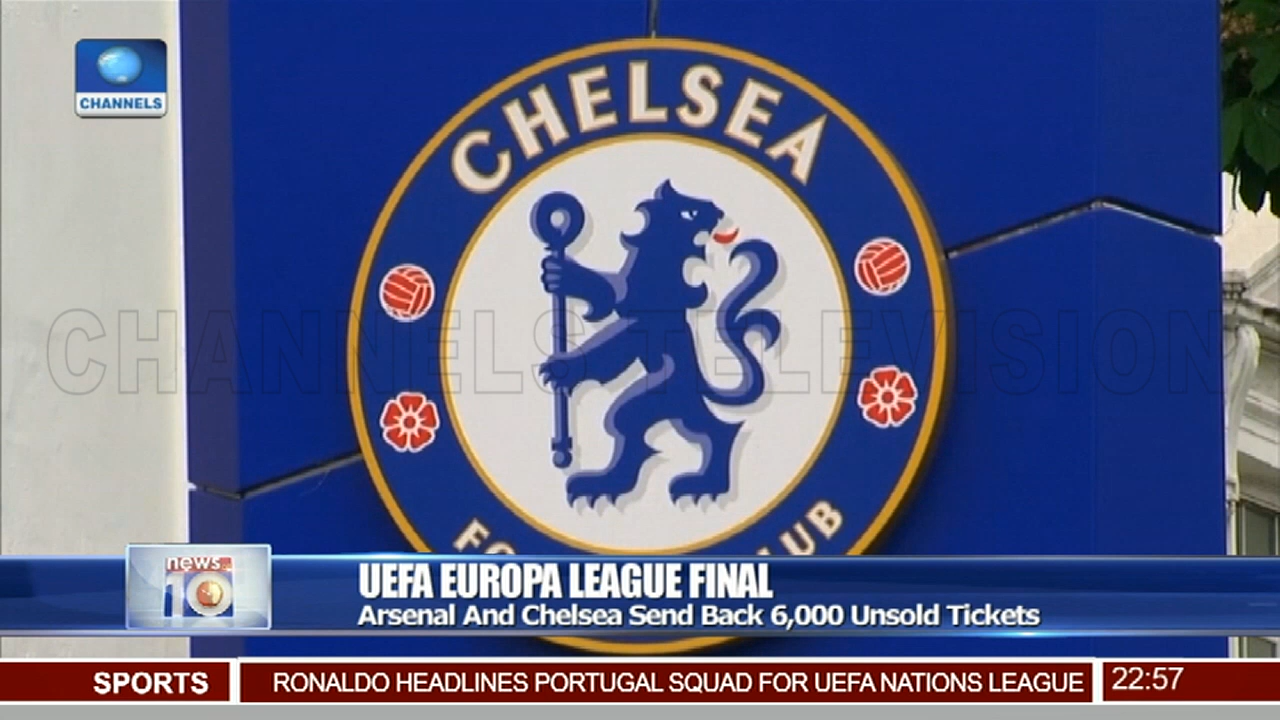 CHANNELS
CHELSEA
CHANNELS TELEVISION
news
10
UEFA EUROPA LEAGUE FINAL
Arsenal And Chelsea Send Back 6,000 Unsold Tickets
SPORTS
RONALDO HEADLINES PORTUGAL SQUAD FOR UEFA NATIONS LEAGUE
22:57